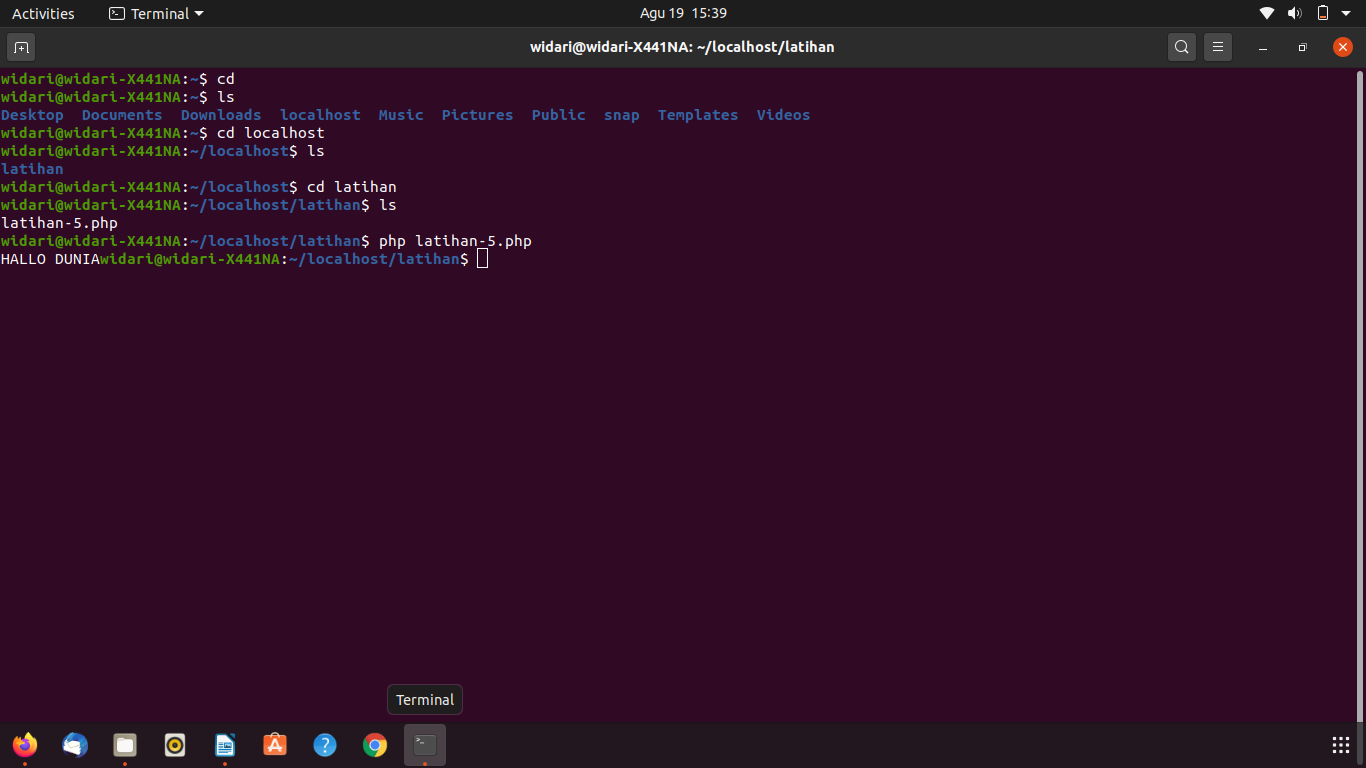 Activities Terminal Agu 19 15:39
widari@widari-X441NA: ~/localhost/latihan
widari@widari-X441NA:~$ cd
widari@widari-X441NA:~$ ls
Desktop Documents Downloads localhost Music Pictures Public snap Templates Videos
widari@widari-X441NA:~$ cd localhost
widari@widari-X441NA:~/localhost$ ls
latihan
widari@widari-X441NA:~/localhost$ cd latihan
widari@widari-X441NA:~/localhost/latihan$ ls
latihan-5.php
widari@widari-X441NA:~/localhost/latihan$ php latihan-5.php
HALLO DUNIAwidari@widari-X441NA:~/localhost/latihan$
Terminal